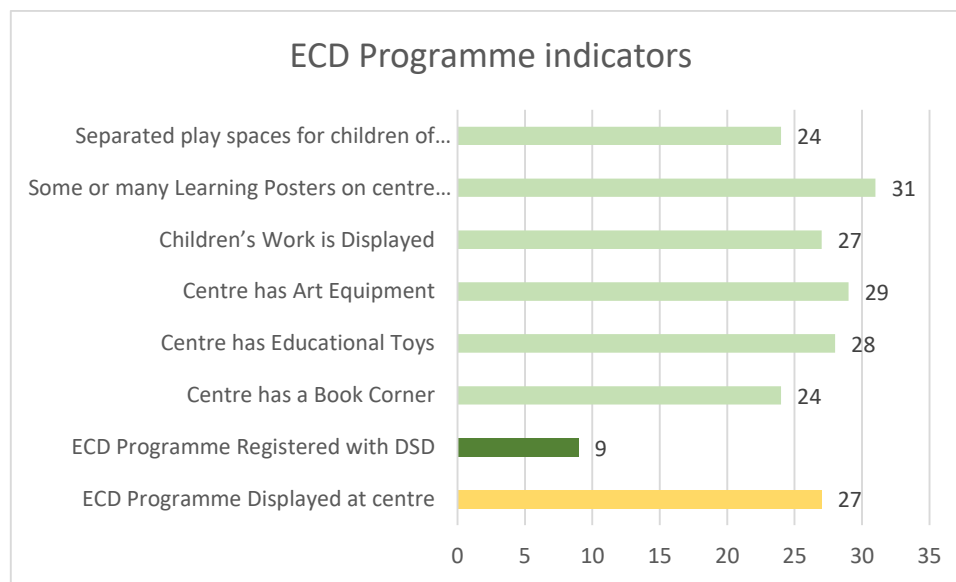 ECD Programme indicators
Separated play spaces for children of... 24
Some or many Learning Posters on centre... 31
Children’s Work is Displayed 27
Centre has Art Equipment 29
Centre has Educational Toys 28
Centre has a Book Corner 24
ECD Programme Registered with DSD 9
ECD Programme Displayed at centre 27
0 5 10 15 20 25 30 35